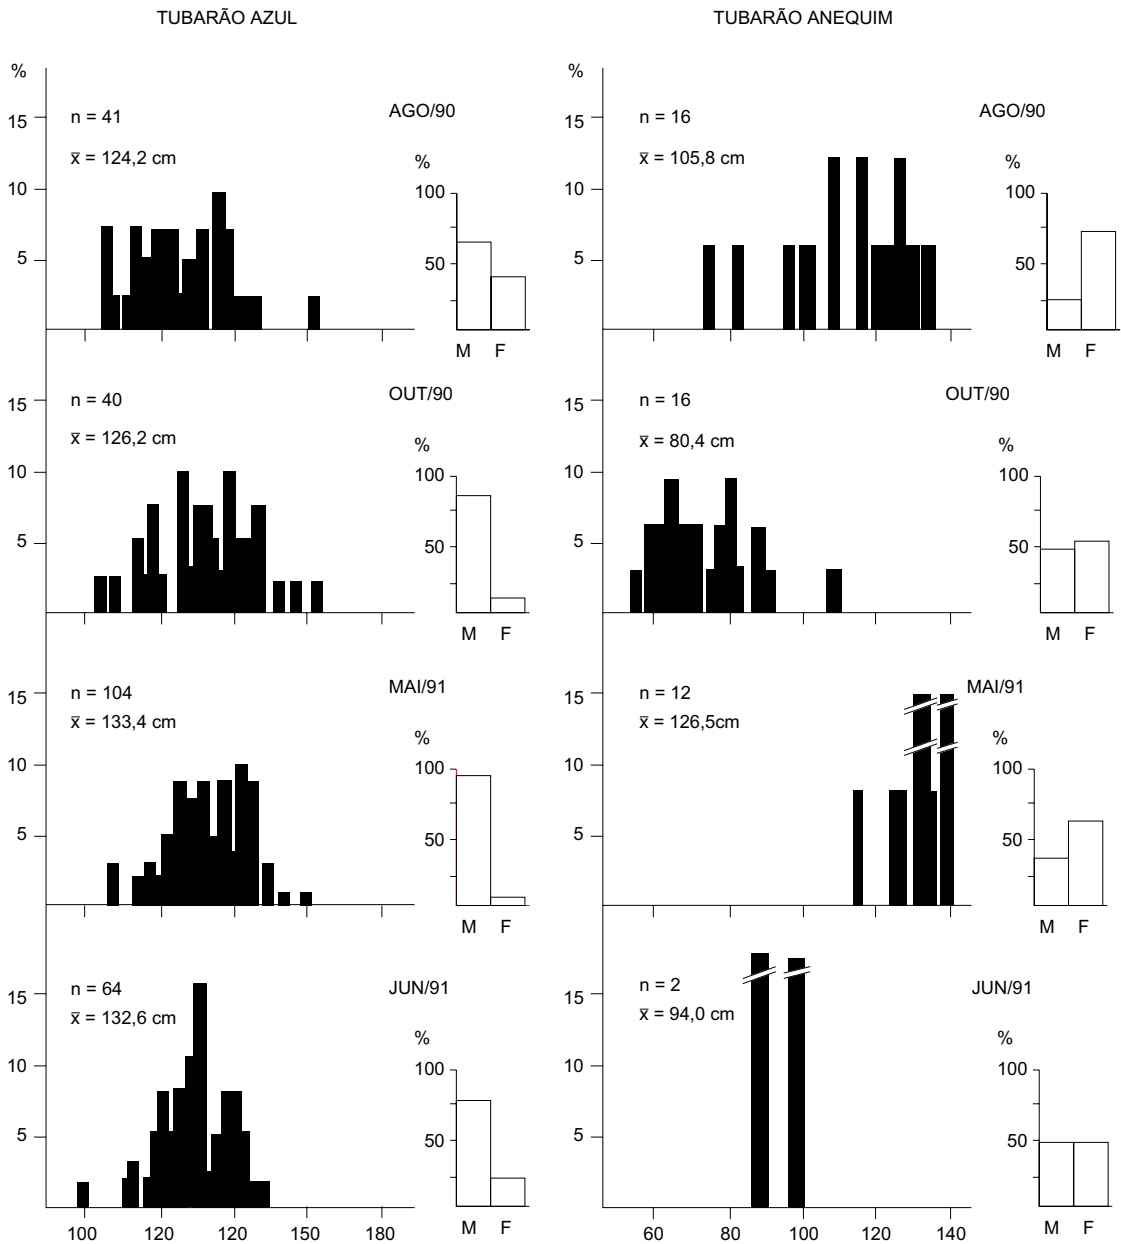 TUBARÃO AZUL
%
15
10
5
n = 41
x̅ = 124,2 cm
AGO/90
%
100
50
M F
15
10
5
n = 40
x̅ = 126,2 cm
OUT/90
%
100
50
M F
15
10
5
n = 104
x̅ = 133,4 cm
MAI/91
%
100
50
M F
15
10
5
n = 64
x̅ = 132,6 cm
JUN/91
%
100
50
M F
100 120 120 150 180
TUBARÃO ANEQUIM
%
15
10
5
n = 16
x̅ = 105,8 cm
AGO/90
%
100
50
M F
15
10
5
n = 16
x̅ = 80,4 cm
OUT/90
%
100
50
M F
15
10
5
n = 12
x̅ = 126,5cm
MAI/91
%
100
50
M F
15
10
5
n = 2
x̅ = 94,0 cm
JUN/91
%
100
50
M F
60 80 100 120 140